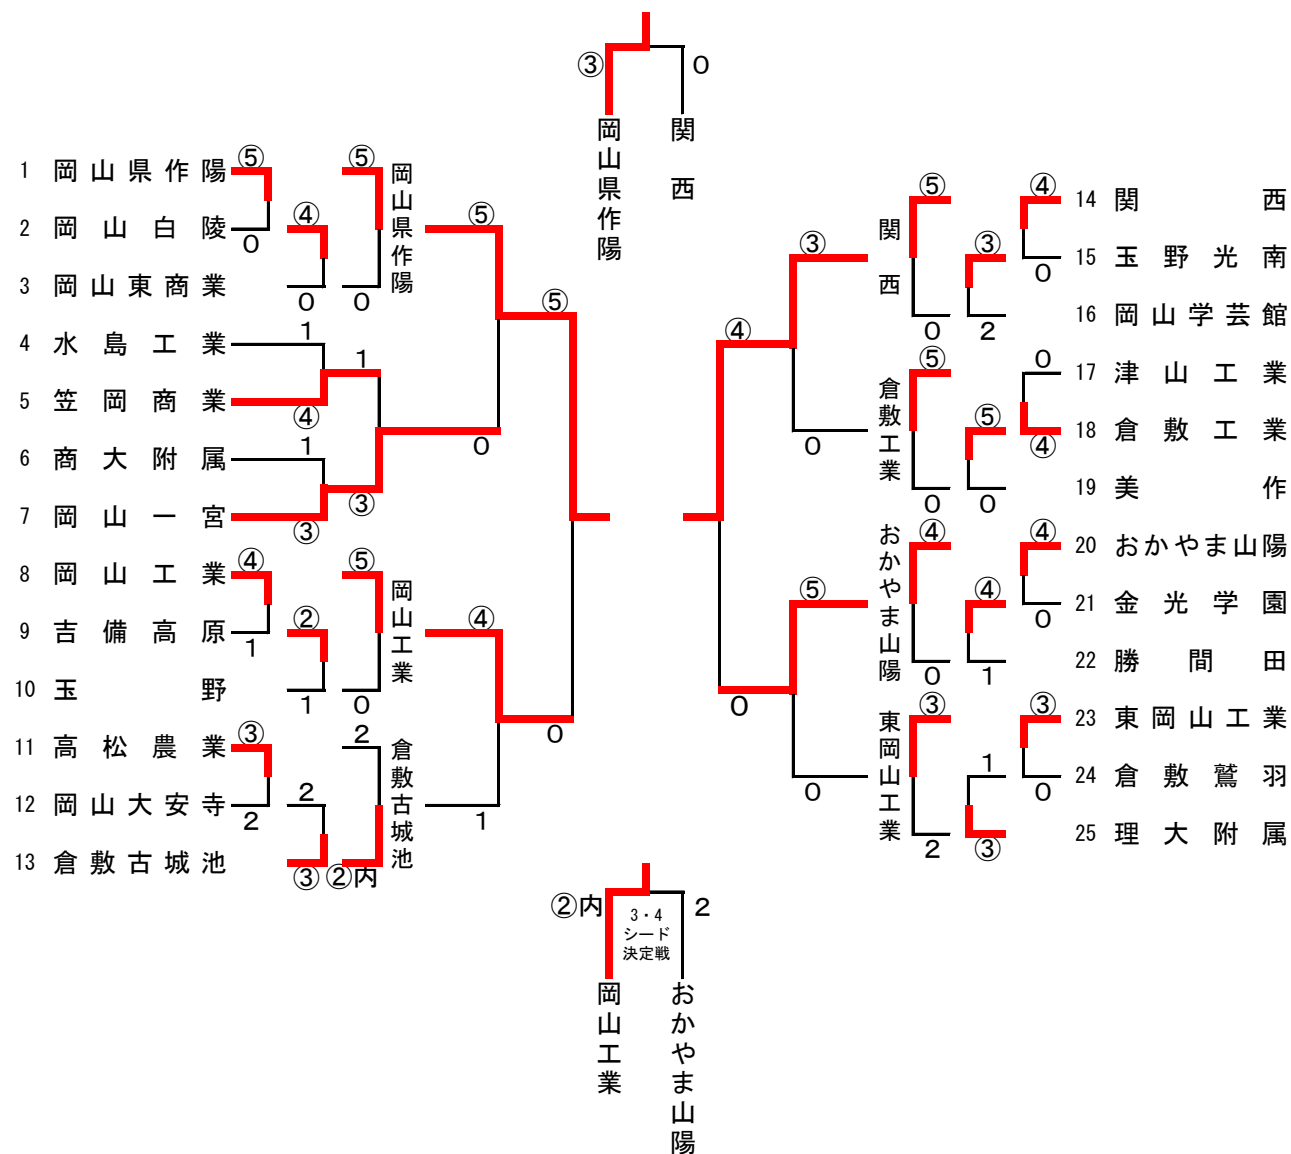 ③
0
岡山県作陽
関西
1 岡山県作陽
2 岡山白陵
3 岡山東商業
4 水島工業
5 笠岡商業
6 商大附属
7 岡山一宮
8 岡山工業
9 吉備高原
10 玉野
11 高松農業
12 岡山大安寺
13 倉敷古城池
⑤
0
④
0
⑤
0
岡山県作陽
⑤
1
④
1
1
③
③
0
⑤
④
1
②
1
⑤
0
岡山工業
④
③
2
2
③
2
②内
倉敷古城池
1
0
④
③
0
0
⑤
関西
⑤
0
③
2
④
0
倉敷工業
⑤
0
⑤
0
0
④
おかやま山陽
④
0
④
1
④
0
東岡山工業
③
2
1
③
③
0
14 関西
15 玉野光南
16 岡山学芸館
17 津山工業
18 倉敷工業
19 美作
20 おかやま山陽
21 金光学園
22 勝間田
23 東岡山工業
24 倉敷鷲羽
25 理大附属
0
②内
2
3・4
シード
決定戦
岡山工業
おかやま山陽